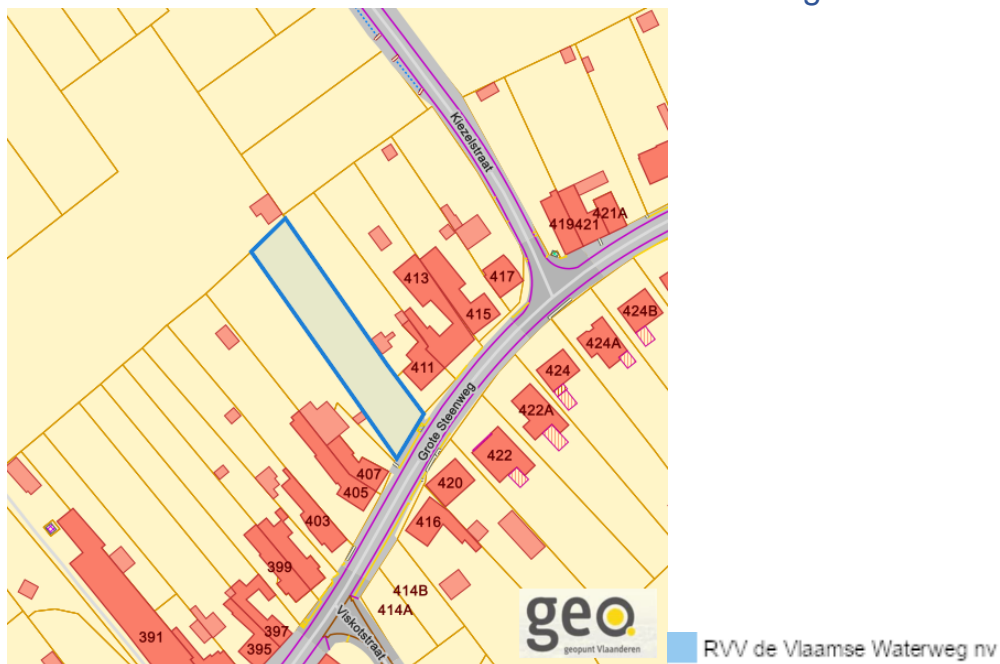 g
Kiezelstraat
419 421 421A
413
417
415
424B
424A
411
424
Grote Steenweg
422A
422
407
405
420
403
416
399
414B
414A
397
391
395
Viskotstraat
geo
geopunt Vlaanderen
RVV de Vlaamse Waterweg nv